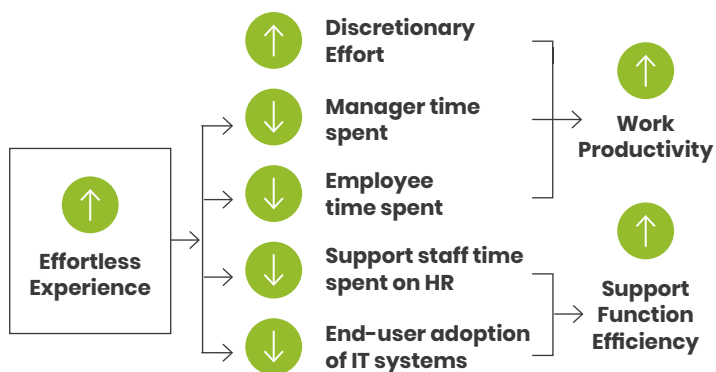 Discretionary
Effort
Manager time
spent
Employee
time spent
Support staff time
spent on HR
End-user adoption
of IT systems
Effortless
Experience
Work
Productivity
Support
Function
Efficiency